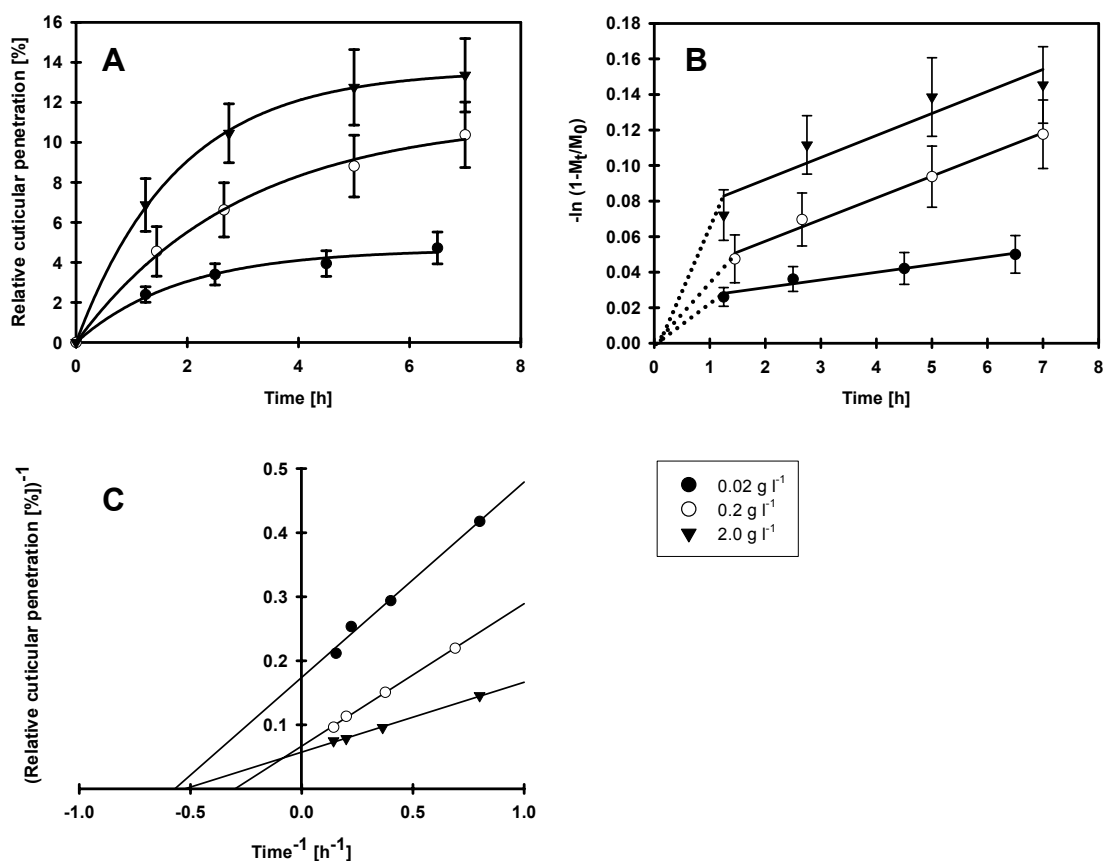 A
Relative cuticular penetration [%]
16
14
12
10
8
6
4
2
0
0 2 4 6 8
Time [h]
B
-ln (1-Mt/M0)
0.18
0.16
0.14
0.12
0.10
0.08
0.06
0.04
0.02
0.00
0 1 2 3 4 5 6 7 8
Time [h]
C
(Relative cuticular penetration [%])-1
0.5
0.4
0.3
0.2
0.1
-1.0 -0.5 0.0 0.5 1.0
Time-1 [h-1]
0.02 g l-1
0.2 g l-1
2.0 g l-1